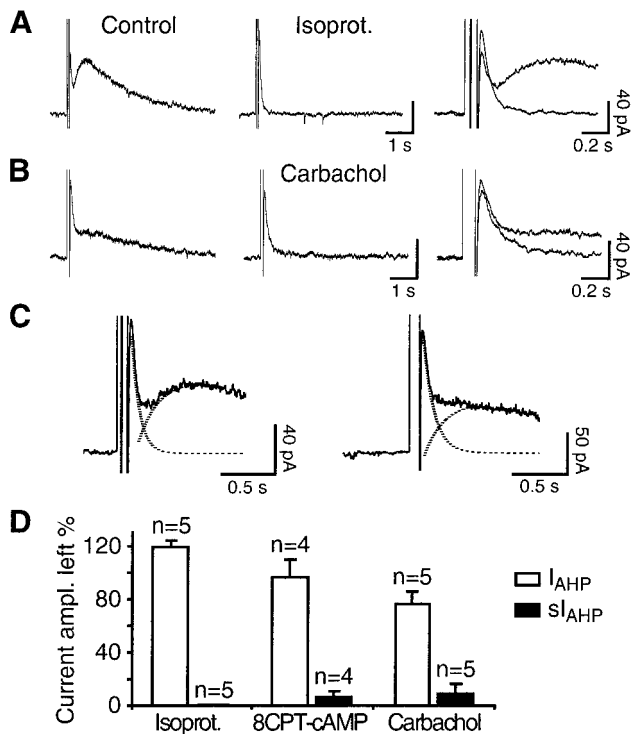 A
Control
Isoprot.
40 pA
1 s
0.2 s
B
Carbachol
40 pA
1 s
0.2 s
C
40 pA
50 pA
0.5 s
0.5 s
D
Current ampl. left %
120
80
40
0
n=5
n=5
n=4
n=4
n=5
n=5
I_AHP
sI_AHP
Isoprot.
8CPT-cAMP
Carbachol